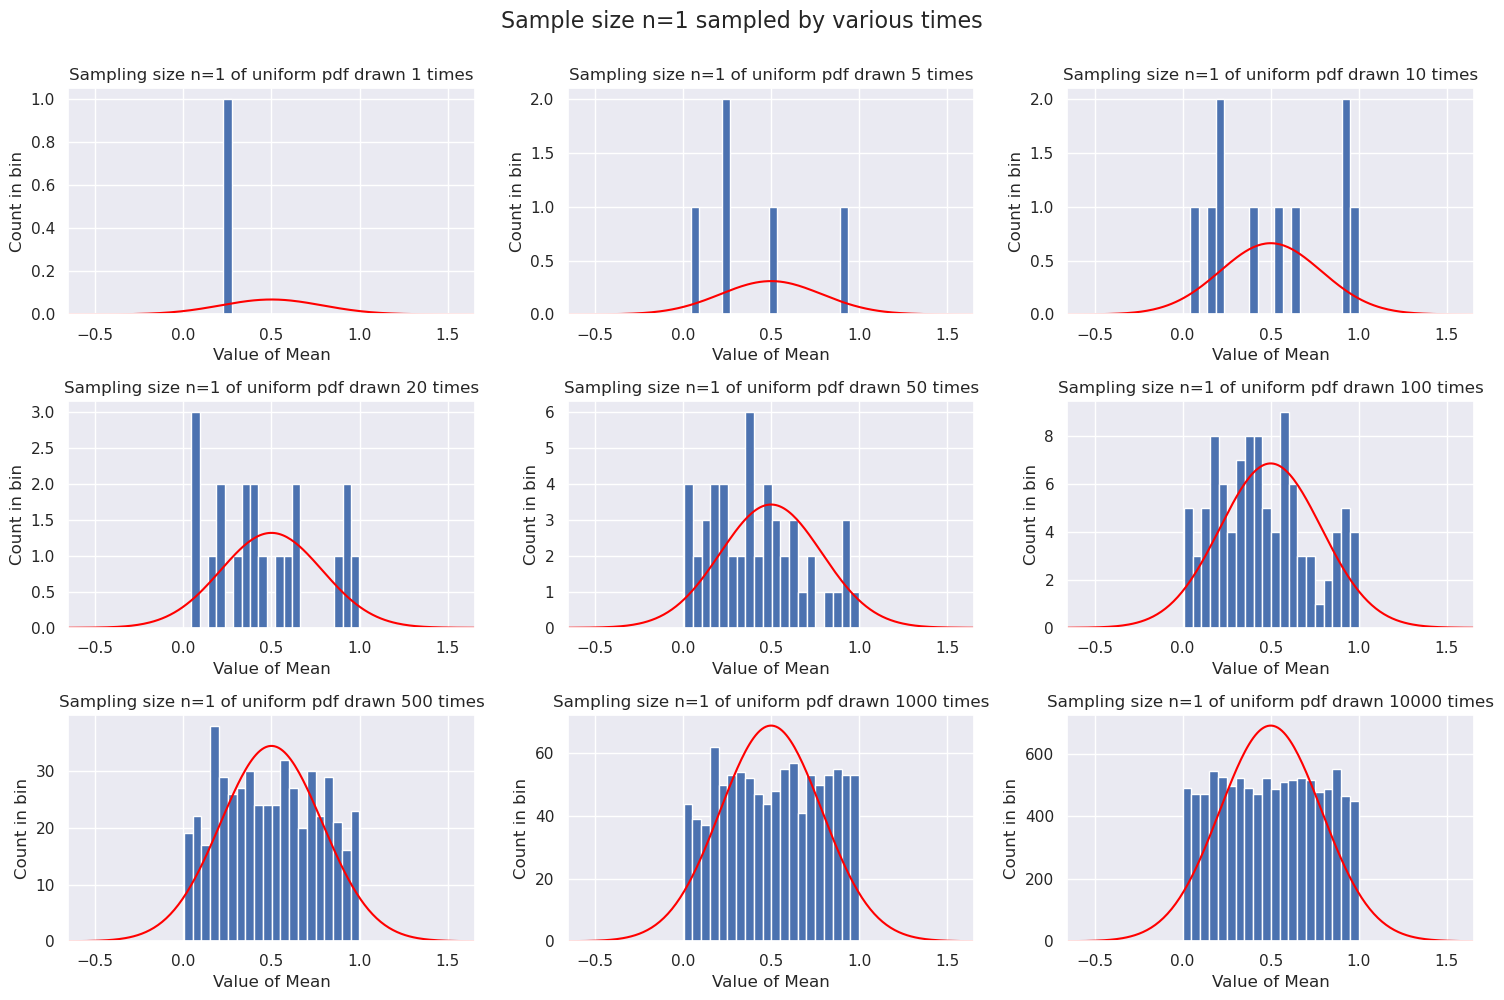 Sample size n=1 sampled by various times
Sampling size n=1 of uniform pdf drawn 1 times
Count in bin
1.0
0.8
0.6
0.4
0.2
0.0
−0.5 0.0 0.5 1.0 1.5
Value of Mean
Sampling size n=1 of uniform pdf drawn 5 times
Count in bin
2.0
1.5
1.0
0.5
0.0
−0.5 0.0 0.5 1.0 1.5
Value of Mean
Sampling size n=1 of uniform pdf drawn 10 times
Count in bin
2.0
1.5
1.0
0.5
0.0
−0.5 0.0 0.5 1.0 1.5
Value of Mean
Sampling size n=1 of uniform pdf drawn 20 times
Count in bin
3.0
2.5
2.0
1.5
1.0
0.5
0.0
−0.5 0.0 0.5 1.0 1.5
Value of Mean
Sampling size n=1 of uniform pdf drawn 50 times
Count in bin
6
5
4
3
2
1
0
−0.5 0.0 0.5 1.0 1.5
Value of Mean
Sampling size n=1 of uniform pdf drawn 100 times
Count in bin
8
6
4
2
0
−0.5 0.0 0.5 1.0 1.5
Value of Mean
Sampling size n=1 of uniform pdf drawn 500 times
Count in bin
30
20
10
0
−0.5 0.0 0.5 1.0 1.5
Value of Mean
Sampling size n=1 of uniform pdf drawn 1000 times
Count in bin
60
40
20
0
−0.5 0.0 0.5 1.0 1.5
Value of Mean
Sampling size n=1 of uniform pdf drawn 10000 times
Count in bin
600
400
200
0
−0.5 0.0 0.5 1.0 1.5
Value of Mean